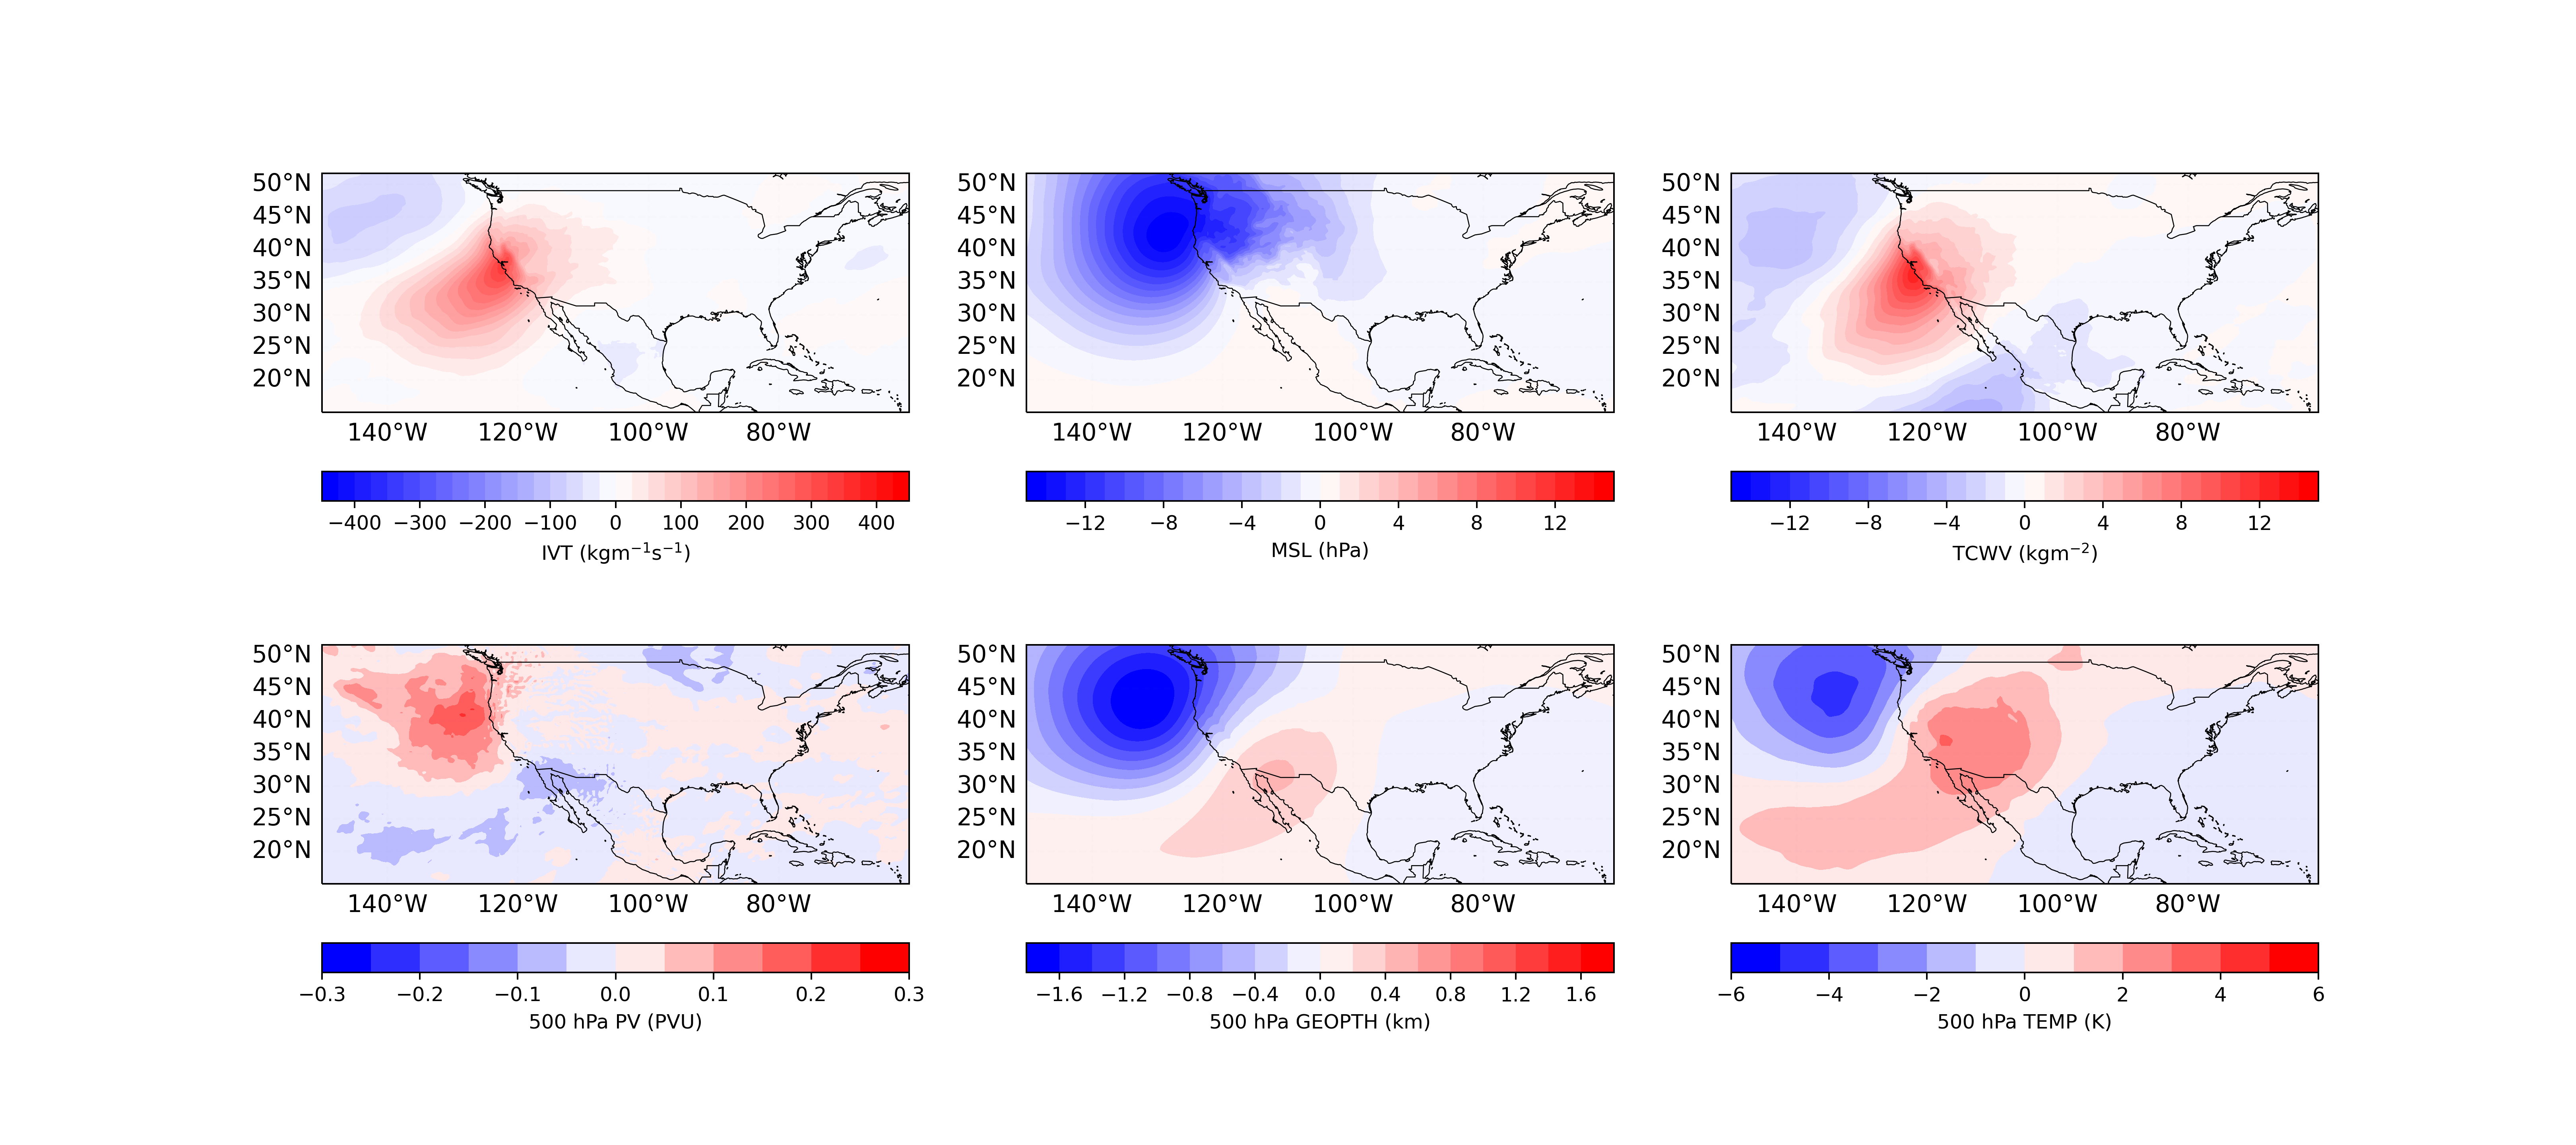 50°N 50°N 50°N
45°N 45°N 45°N
40°N 40°N 40°N
35°N 35°N 35°N
30°N 30°N 30°N
25°N 25°N 25°N
20°N 20°N 20°N
140°W 120°W 100°W 80°W 140°W 120°W 100°W 80°W 140°W 120°W 100°W 80°W
−400 −300 −200 −100 0 100 200 300 400 −12 −8 −4 0 4 8 12 −12 −8 −4 0 4 8 12
IVT (kgm⁻¹s⁻¹) MSL (hPa) TCWV (kgm⁻²)
50°N 50°N 50°N
45°N 45°N 45°N
40°N 40°N 40°N
35°N 35°N 35°N
30°N 30°N 30°N
25°N 25°N 25°N
20°N 20°N 20°N
140°W 120°W 100°W 80°W 140°W 120°W 100°W 80°W 140°W 120°W 100°W 80°W
−0.3 −0.2 −0.1 0.0 0.1 0.2 0.3 −1.6 −1.2 −0.8 −0.4 0.0 0.4 0.8 1.2 1.6 −6 −4 −2 0 2 4 6
500 hPa PV (PVU) 500 hPa GEOPTH (km) 500 hPa TEMP (K)